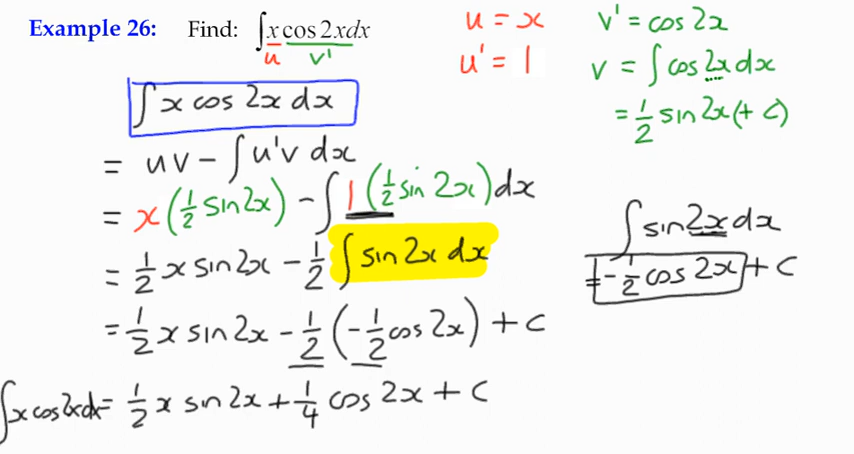 Example 26: Find: ∫x cos 2x dx
u v'
u = x
u' = 1
v' = cos 2x
v = ∫ cos 2x dx
= 1/2 sin 2x (+ c)
∫ x cos 2x dx
= uv - ∫ u'v dx
= x (1/2 sin 2x) - ∫ 1 (1/2 sin 2x) dx
= 1/2 x sin 2x - 1/2 ∫ sin 2x dx
= 1/2 x sin 2x - 1/2 (-1/2 cos 2x) + c
∫ x cos 2x dx = 1/2 x sin 2x + 1/4 cos 2x + c
∫ sin 2x dx
= -1/2 cos 2x + c